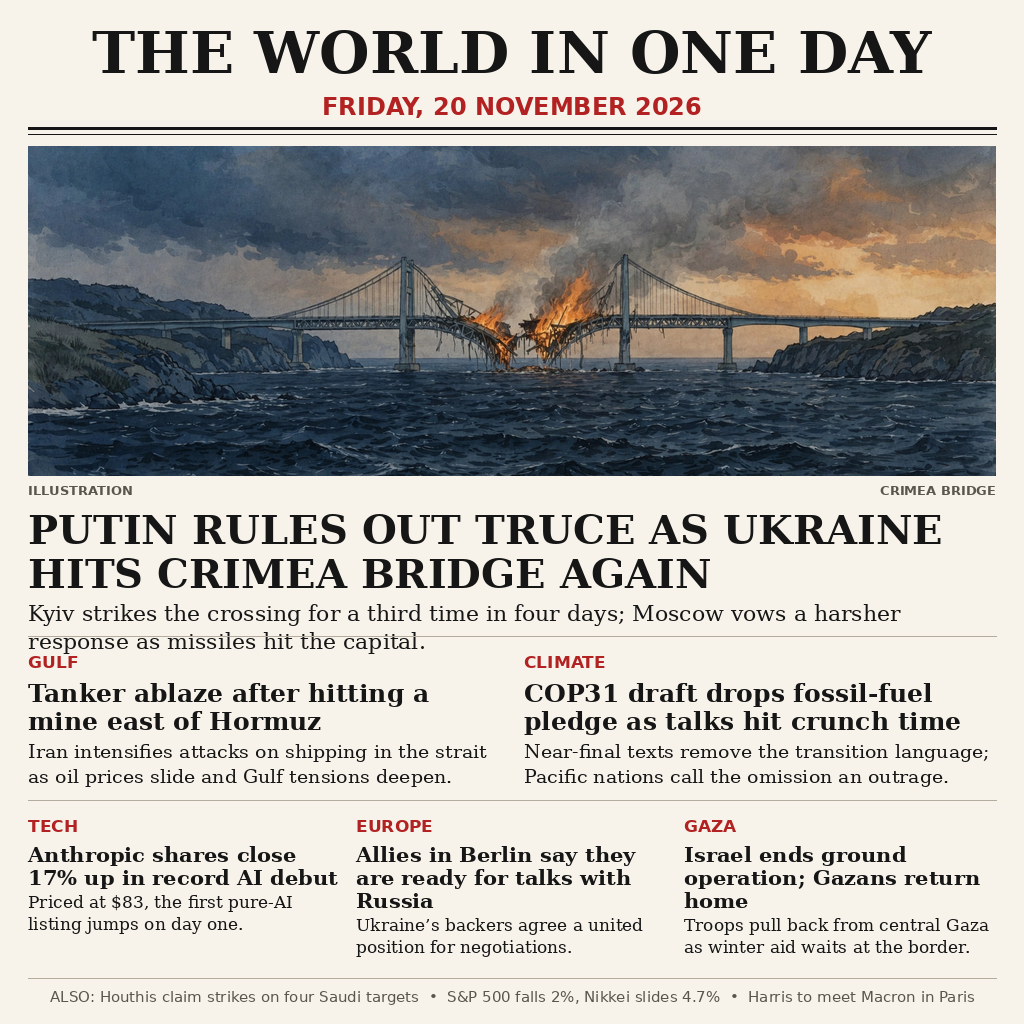 THE WORLD IN ONE DAY
FRIDAY, 20 NOVEMBER 2026
ILLUSTRATION
CRIMEA BRIDGE
PUTIN RULES OUT TRUCE AS UKRAINE
HITS CRIMEA BRIDGE AGAIN
Kyiv strikes the crossing for a third time in four days; Moscow vows a harsher
response as missiles hit the capital.
GULF
Tanker ablaze after hitting a
mine east of Hormuz
Iran intensifies attacks on shipping in the strait
as oil prices slide and Gulf tensions deepen.
CLIMATE
COP31 draft drops fossil-fuel
pledge as talks hit crunch time
Near-final texts remove the transition language;
Pacific nations call the omission an outrage.
TECH
Anthropic shares close
17% up in record AI debut
Priced at $83, the first pure-AI
listing jumps on day one.
EUROPE
Allies in Berlin say they
are ready for talks with
Russia
Ukraine’s backers agree a united
position for negotiations.
GAZA
Israel ends ground
operation; Gazans return
home
Troops pull back from central Gaza
as winter aid waits at the border.
ALSO: Houthis claim strikes on four Saudi targets • S&P 500 falls 2%, Nikkei slides 4.7% • Harris to meet Macron in Paris